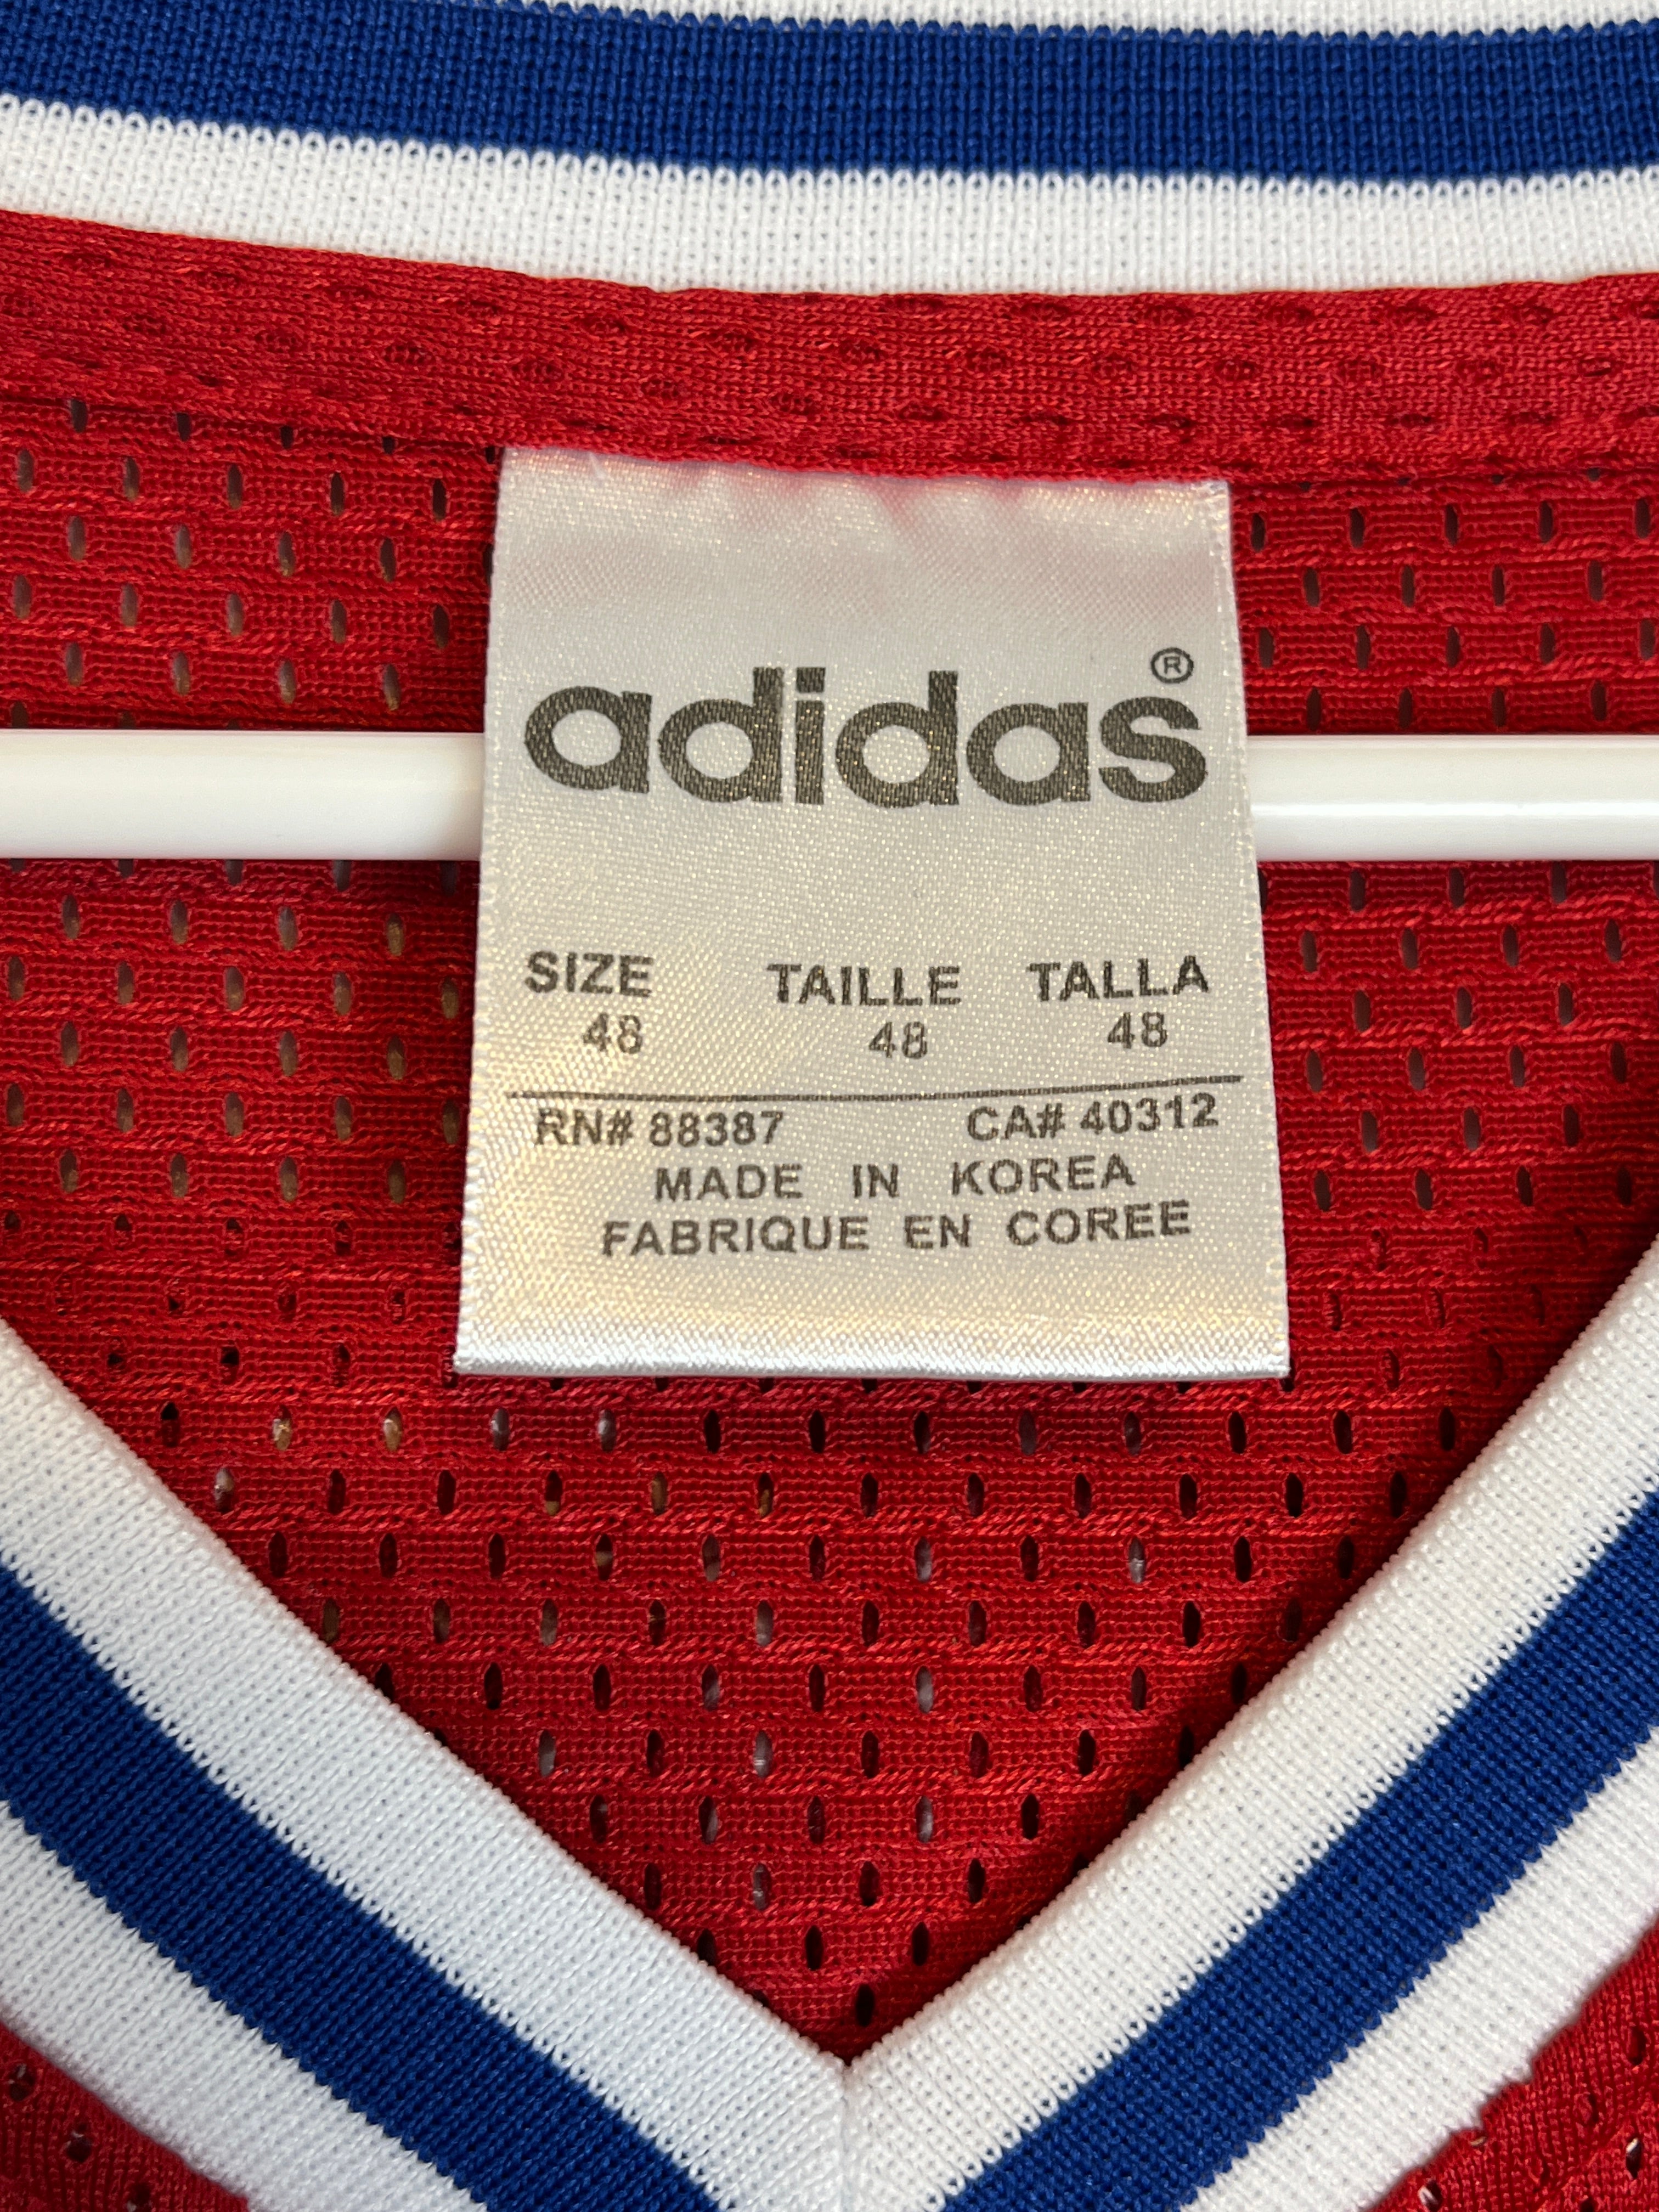 adidas®
SIZE TAILLE TALLA
48 48 48
RN# 88387 CA# 40312
MADE IN KOREA
FABRIQUE EN COREE